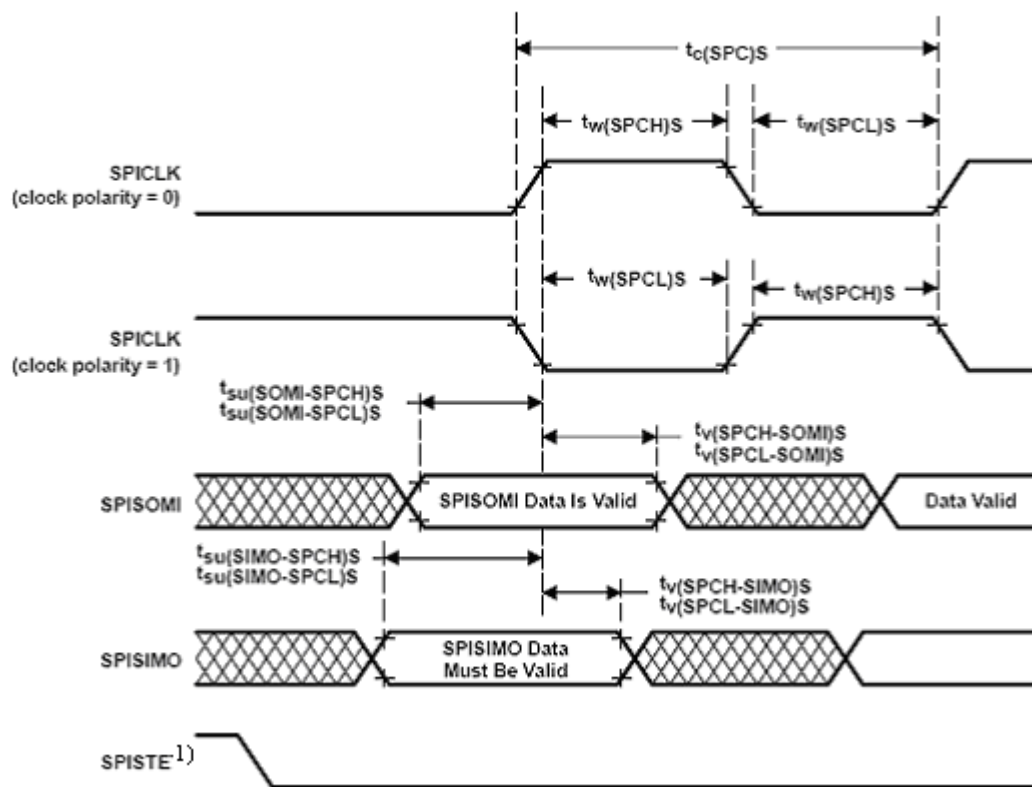 tc(SPC)S
tw(SPCH)S
tw(SPCL)S
SPICLK
(clock polarity = 0)
tw(SPCL)S
tw(SPCH)S
SPICLK
(clock polarity = 1)
tsu(SOMI-SPCH)S
tsu(SOMI-SPCL)S
tv(SPCH-SOMI)S
tv(SPCL-SOMI)S
SPISOMI
SPISOMI Data Is Valid
Data Valid
tsu(SIMO-SPCH)S
tsu(SIMO-SPCL)S
tv(SPCH-SIMO)S
tv(SPCL-SIMO)S
SPISIMO
SPISIMO Data
Must Be Valid
SPISTE-1)